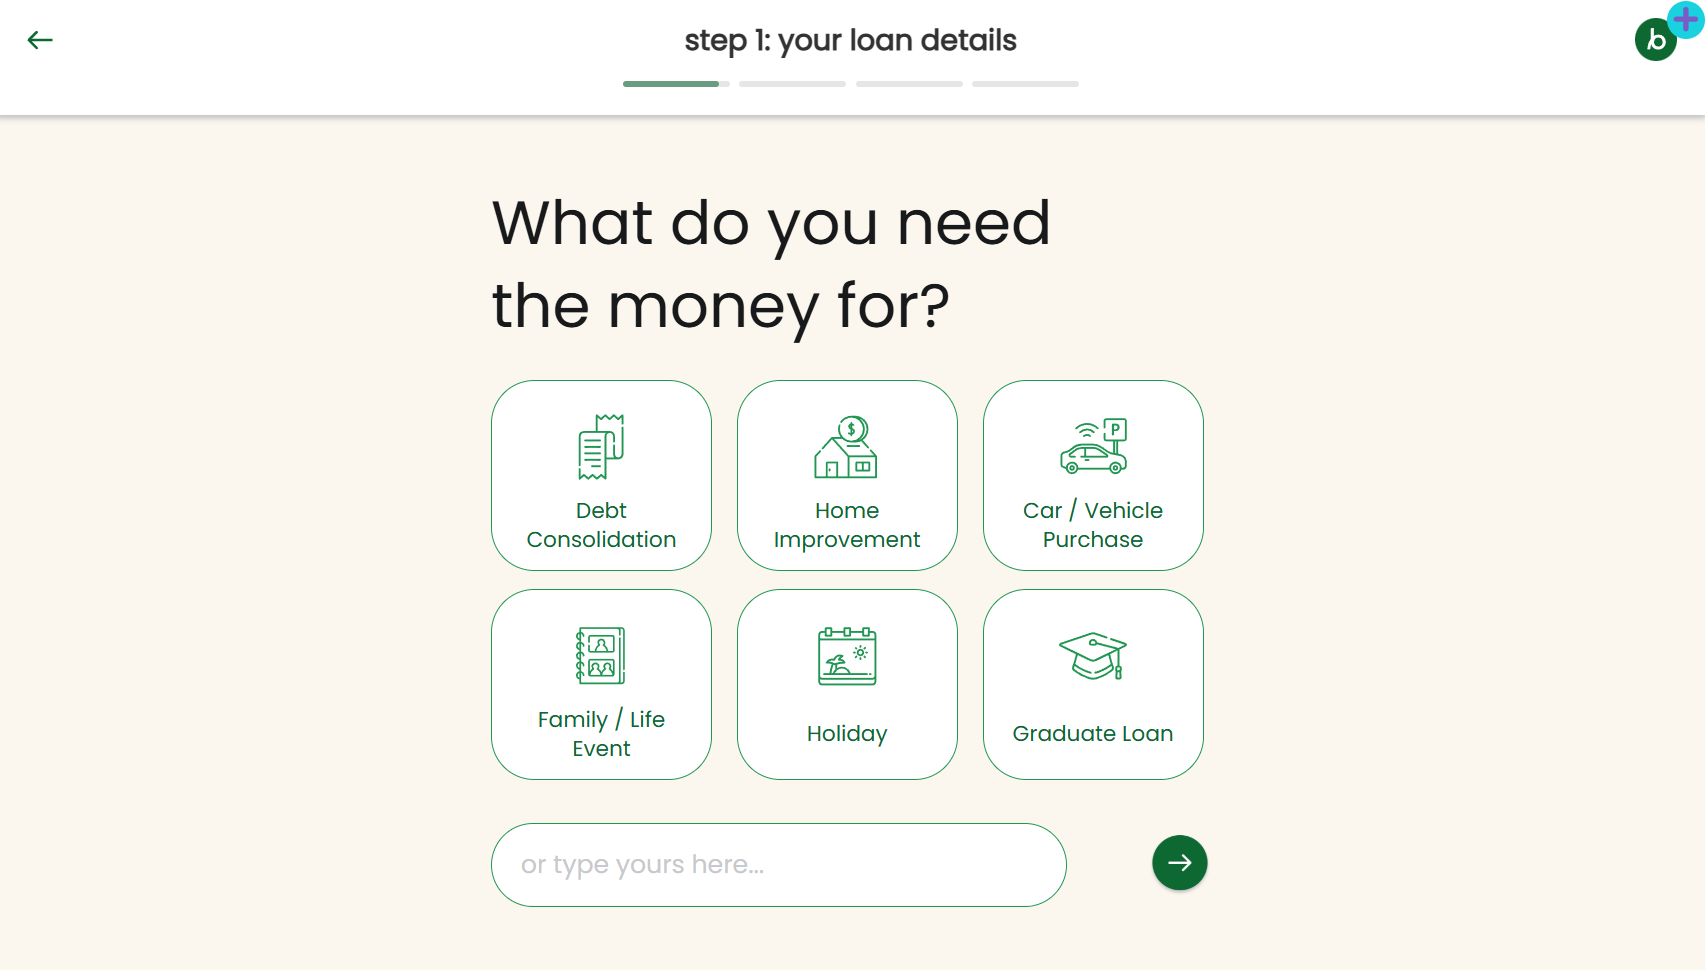 step 1: your loan details
b
What do you need
the money for?
$
P
Debt
Consolidation
Home
Improvement
Car / Vehicle
Purchase
Family / Life
Event
Holiday
Graduate Loan
or type yours here...